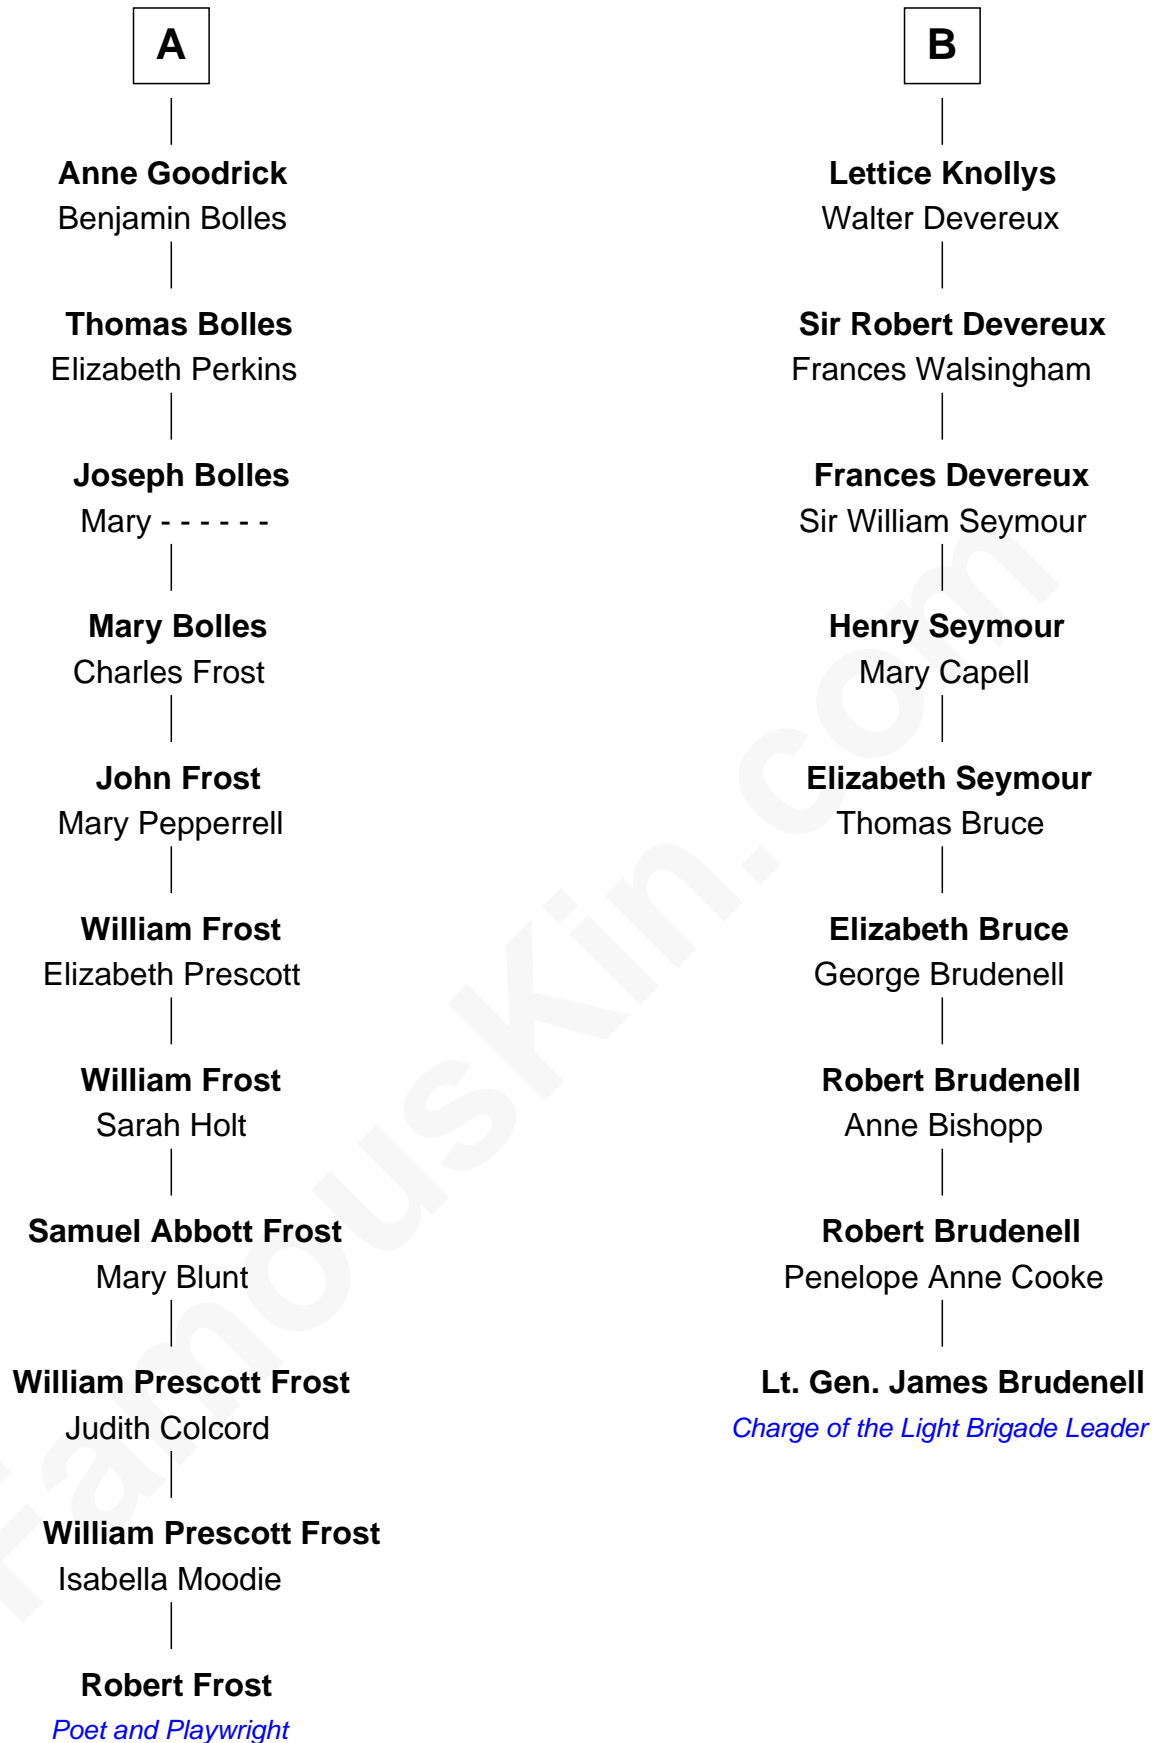 A
Anne Goodrick
Benjamin Bolles
Thomas Bolles
Elizabeth Perkins
Joseph Bolles
Mary - - - - - -
Mary Bolles
Charles Frost
John Frost
Mary Pepperrell
William Frost
Elizabeth Prescott
William Frost
Sarah Holt
Samuel Abbott Frost
Mary Blunt
William Prescott Frost
Judith Colcord
William Prescott Frost
Isabella Moodie
Robert Frost
Poet and Playwright
B
Lettice Knollys
Walter Devereux
Sir Robert Devereux
Frances Walsingham
Frances Devereux
Sir William Seymour
Henry Seymour
Mary Capell
Elizabeth Seymour
Thomas Bruce
Elizabeth Bruce
George Brudenell
Robert Brudenell
Anne Bishopp
Robert Brudenell
Penelope Anne Cooke
Lt. Gen. James Brudenell
Charge of the Light Brigade Leader
FamousKin.com